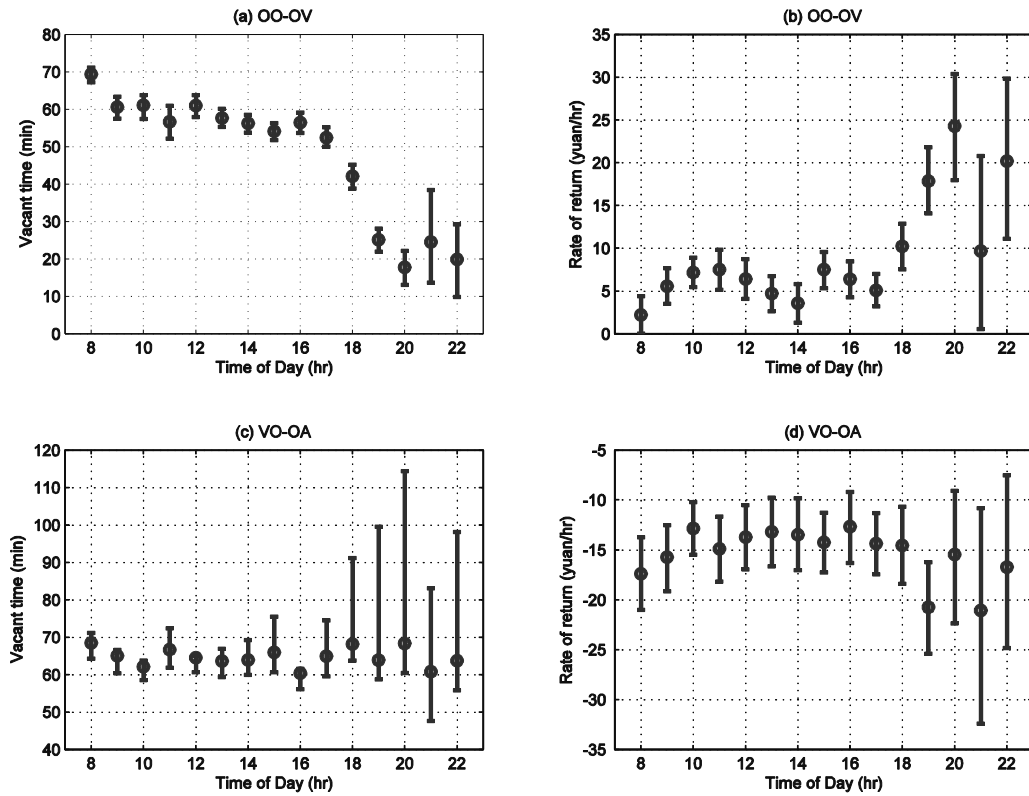 (a) OO-OV
Vacant time (min)
80
70
60
50
40
30
20
10
0
8 10 12 14 16 18 20 22
Time of Day (hr)
(b) OO-OV
Rate of return (yuan/hr)
35
30
25
20
15
10
5
0
8 10 12 14 16 18 20 22
Time of Day (hr)
(c) VO-OA
Vacant time (min)
120
110
100
90
80
70
60
50
40
8 10 12 14 16 18 20 22
Time of Day (hr)
(d) VO-OA
Rate of return (yuan/hr)
-5
-10
-15
-20
-25
-30
-35
8 10 12 14 16 18 20 22
Time of Day (hr)